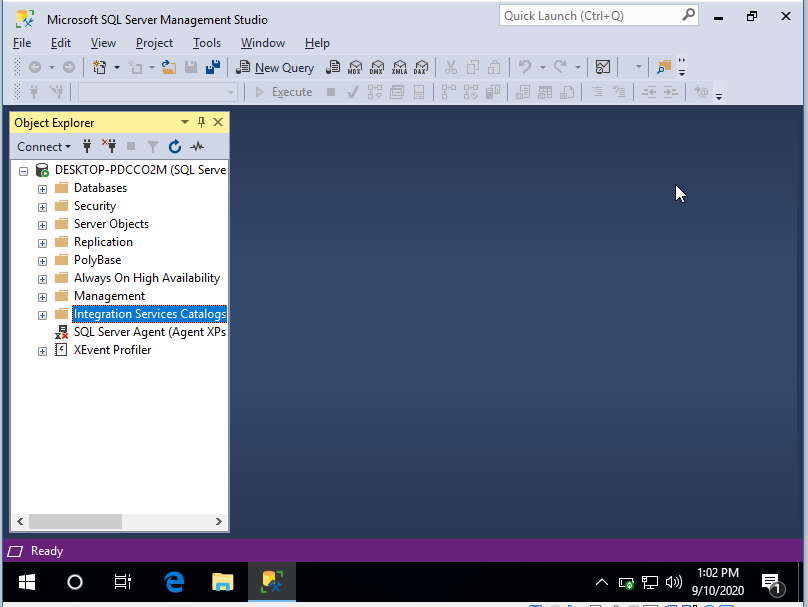 Microsoft SQL Server Management Studio
Quick Launch (Ctrl+Q)
File Edit View Project Tools Window Help
New Query MDX DMX XMLA DAX
Execute
Object Explorer
Connect
DESKTOP-PDCCO2M (SQL Serve
Databases
Security
Server Objects
Replication
PolyBase
Always On High Availability
Management
Integration Services Catalogs
SQL Server Agent (Agent XPs
XEvent Profiler
Ready
1:02 PM
9/10/2020
1